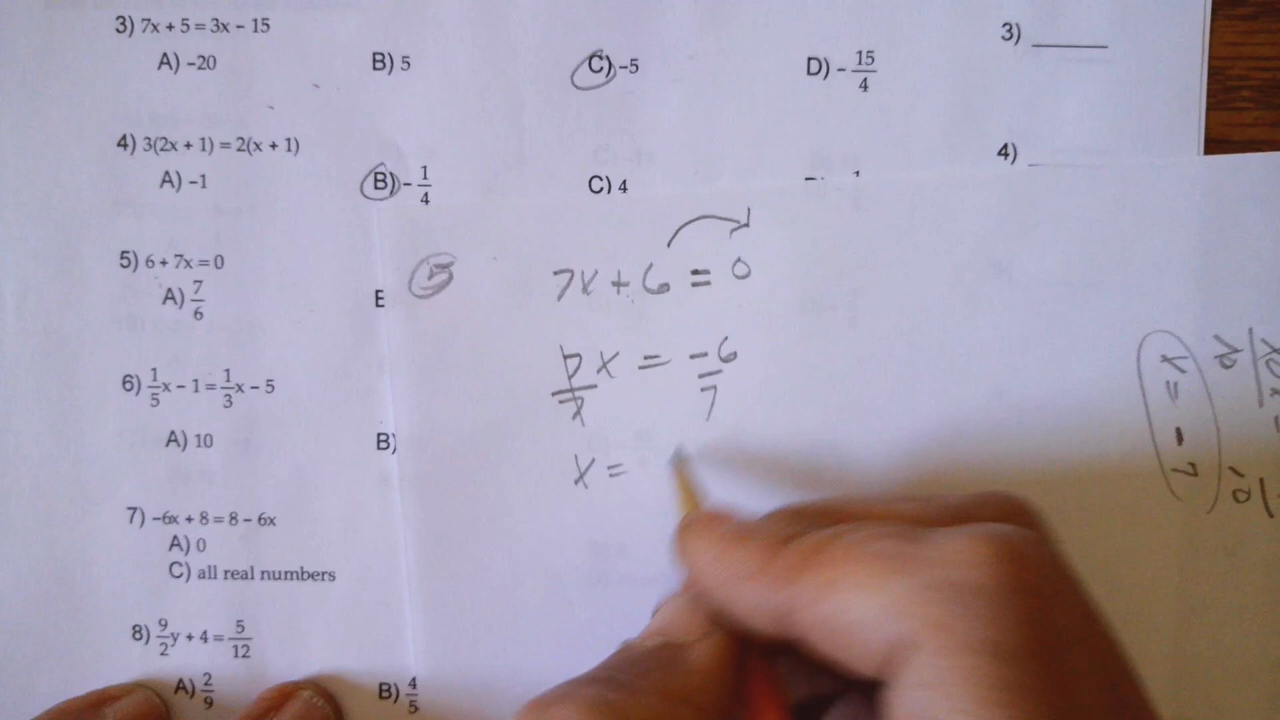 3) 7x + 5 = 3x – 15
A) –20 B) 5 C) –5 D) – 15/4 3) ______
4) 3(2x + 1) = 2(x + 1)
A) –1 B) – 1/4 C) 4 4) ______
5) 6 + 7x = 0
A) 7/6
6) 1/5x – 1 = 1/3x – 5
A) 10 B)
7) –6x + 8 = 8 – 6x
A) 0
C) all real numbers
8) 9/2y + 4 = 5/12
A) 2/9 B) 4/5
5 7x + 6 = 0
7x/7 = -6/7
x =
x = - 7